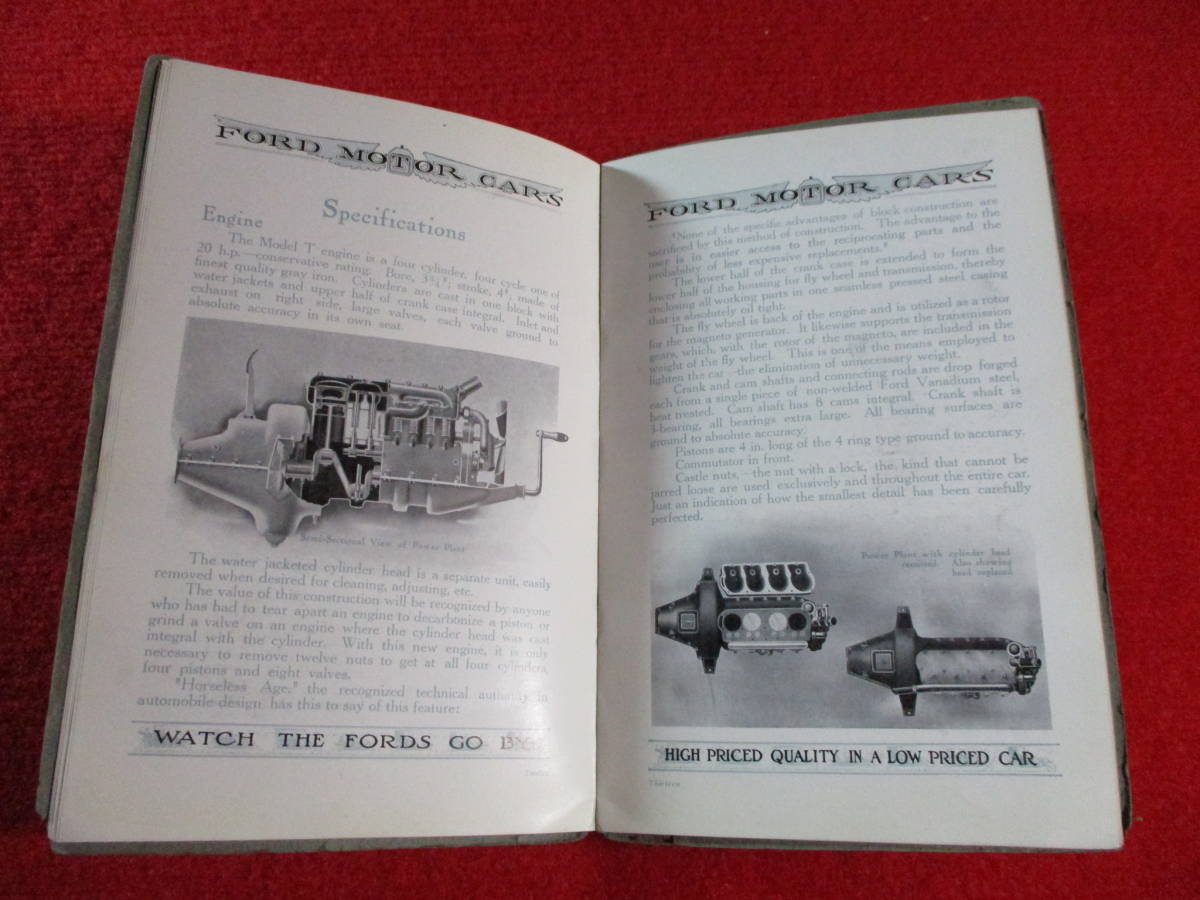 FORD MOTOR CARS
Specifications
Engine
The Model T engine is a four cylinder, four cycle one of
20 h.p.—conservative rating. Bore, 3¾"; stroke, 4", made of
finest quality gray iron. Cylinders are cast in one block with
water jackets and upper half of crank case integral. Inlet and
exhaust on right side, large valves, each valve ground to
absolute accuracy in its own seat.
Semi-Sectional View of Power Plant
The water jacketed cylinder head is a separate unit, easily
removed when desired for cleaning, adjusting, etc.
The value of this construction will be recognized by anyone
who has had to tear apart an engine to decarbonize a piston or
grind a valve on an engine where the cylinder head was cast
integral with the cylinder. With this new engine, it is only
necessary to remove twelve nuts to get at all four cylinders,
four pistons and eight valves.
"Horseless Age," the recognized technical authority in
automobile design has this to say of this feature:
WATCH THE FORDS GO BY
Twelve
FORD MOTOR CARS
"None of the specific advantages of block construction are
sacrificed by this method of construction. The advantage to the
user is in easier access to the reciprocating parts and the
probability of less expensive replacements."
The lower half of the crank case is extended to form the
lower half of the housing for fly wheel and transmission, thereby
enclosing all working parts in one seamless pressed steel casing
that is absolutely oil tight.
The fly wheel is back of the engine and is utilized as a rotor
for the magneto generator. It likewise supports the transmission
gears, which, with the rotor of the magneto, are included in the
weight of the fly wheel. This is one of the means employed to
lighten the car—the elimination of unnecessary weight.
Crank and cam shafts and connecting rods are drop forged
each from a single piece of non-welded Ford Vanadium steel,
heat treated. Cam shaft has 8 cams integral. Crank shaft is
3-bearing, all bearings extra large. All bearing surfaces are
ground to absolute accuracy.
Pistons are 4 in. long of the 4 ring type ground to accuracy.
Commutator in front.
Castle nuts,—the nut with a lock, the kind that cannot be
jarred loose are used exclusively and throughout the entire car.
Just an indication of how the smallest detail has been carefully
perfected.
Power Plant with cylinder head
removed. Also showing
head replaced
HIGH PRICED QUALITY IN A LOW PRICED CAR
Thirteen